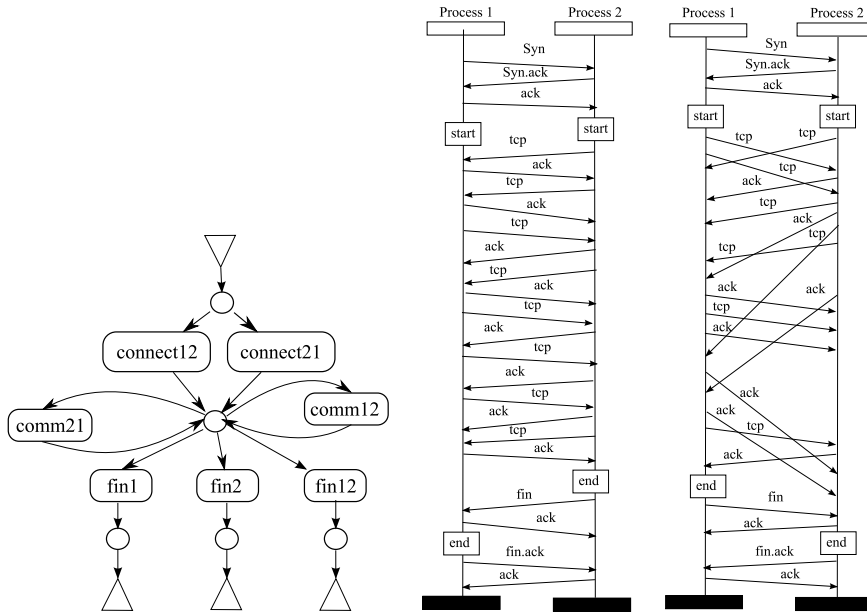 connect12
connect21
comm21
comm12
fin1
fin2
fin12
Process 1
Process 2
Syn
Syn.ack
ack
start
start
tcp
ack
tcp
ack
tcp
ack
tcp
ack
ack
tcp
ack
tcp
ack
tcp
ack
end
fin
ack
end
fin.ack
ack
Process 1
Process 2
Syn
Syn.ack
ack
start
start
tcp
tcp
tcp
ack
tcp
ack
tcp
tcp
ack
ack
tcp
ack
ack
ack
tcp
ack
end
fin
ack
end
fin.ack
ack